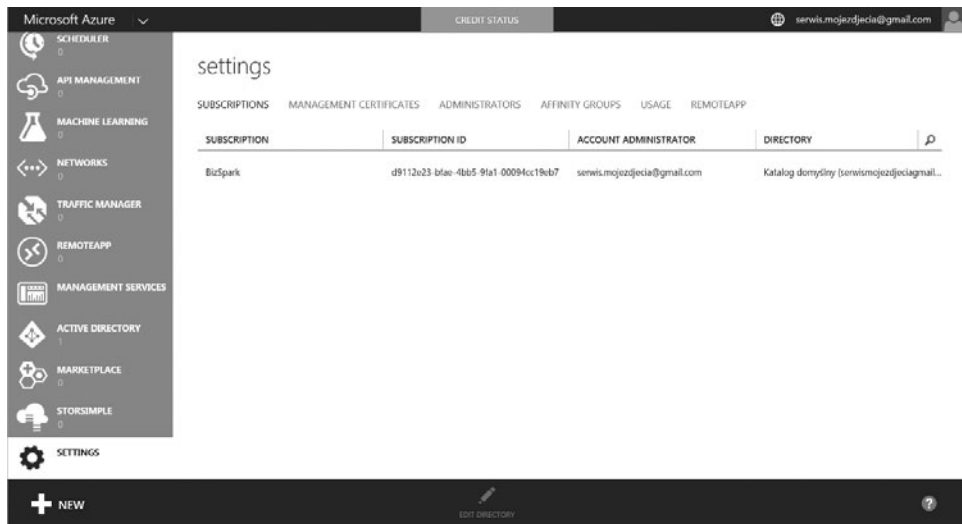 Microsoft Azure
CREDIT STATUS
serwis.mojezdjecia@gmail.com
SCHEDULER
0
API MANAGEMENT
0
MACHINE LEARNING
0
NETWORKS
0
TRAFFIC MANAGER
0
REMOTEAPP
0
MANAGEMENT SERVICES
ACTIVE DIRECTORY
1
MARKETPLACE
0
STORSIMPLE
0
SETTINGS
settings
SUBSCRIPTIONS MANAGEMENT CERTIFICATES ADMINISTRATORS AFFINITY GROUPS USAGE REMOTEAPP
SUBSCRIPTION SUBSCRIPTION ID ACCOUNT ADMINISTRATOR DIRECTORY
BizSpark d9112e23-bfae-4bb5-9fa1-00094cc19eb7 serwis.mojezdjecia@gmail.com Katalog domyślny (serwismojezdjeciagmail...
NEW
EDIT DIRECTORY
?